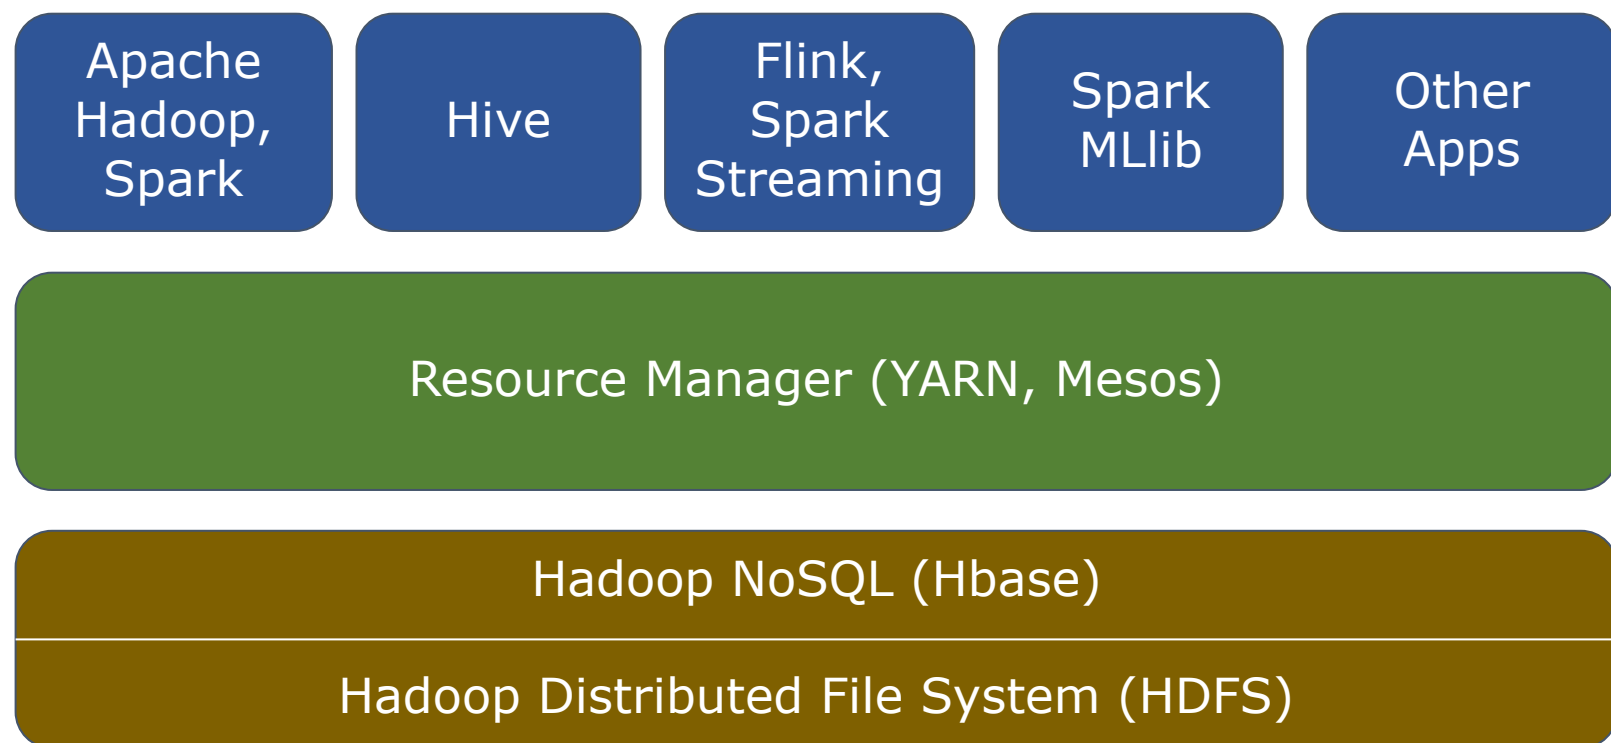 Apache
Hadoop,
Spark
Hive
Flink,
Spark
Streaming
Spark
MLlib
Other
Apps
Resource Manager (YARN, Mesos)
Hadoop NoSQL (Hbase)
Hadoop Distributed File System (HDFS)